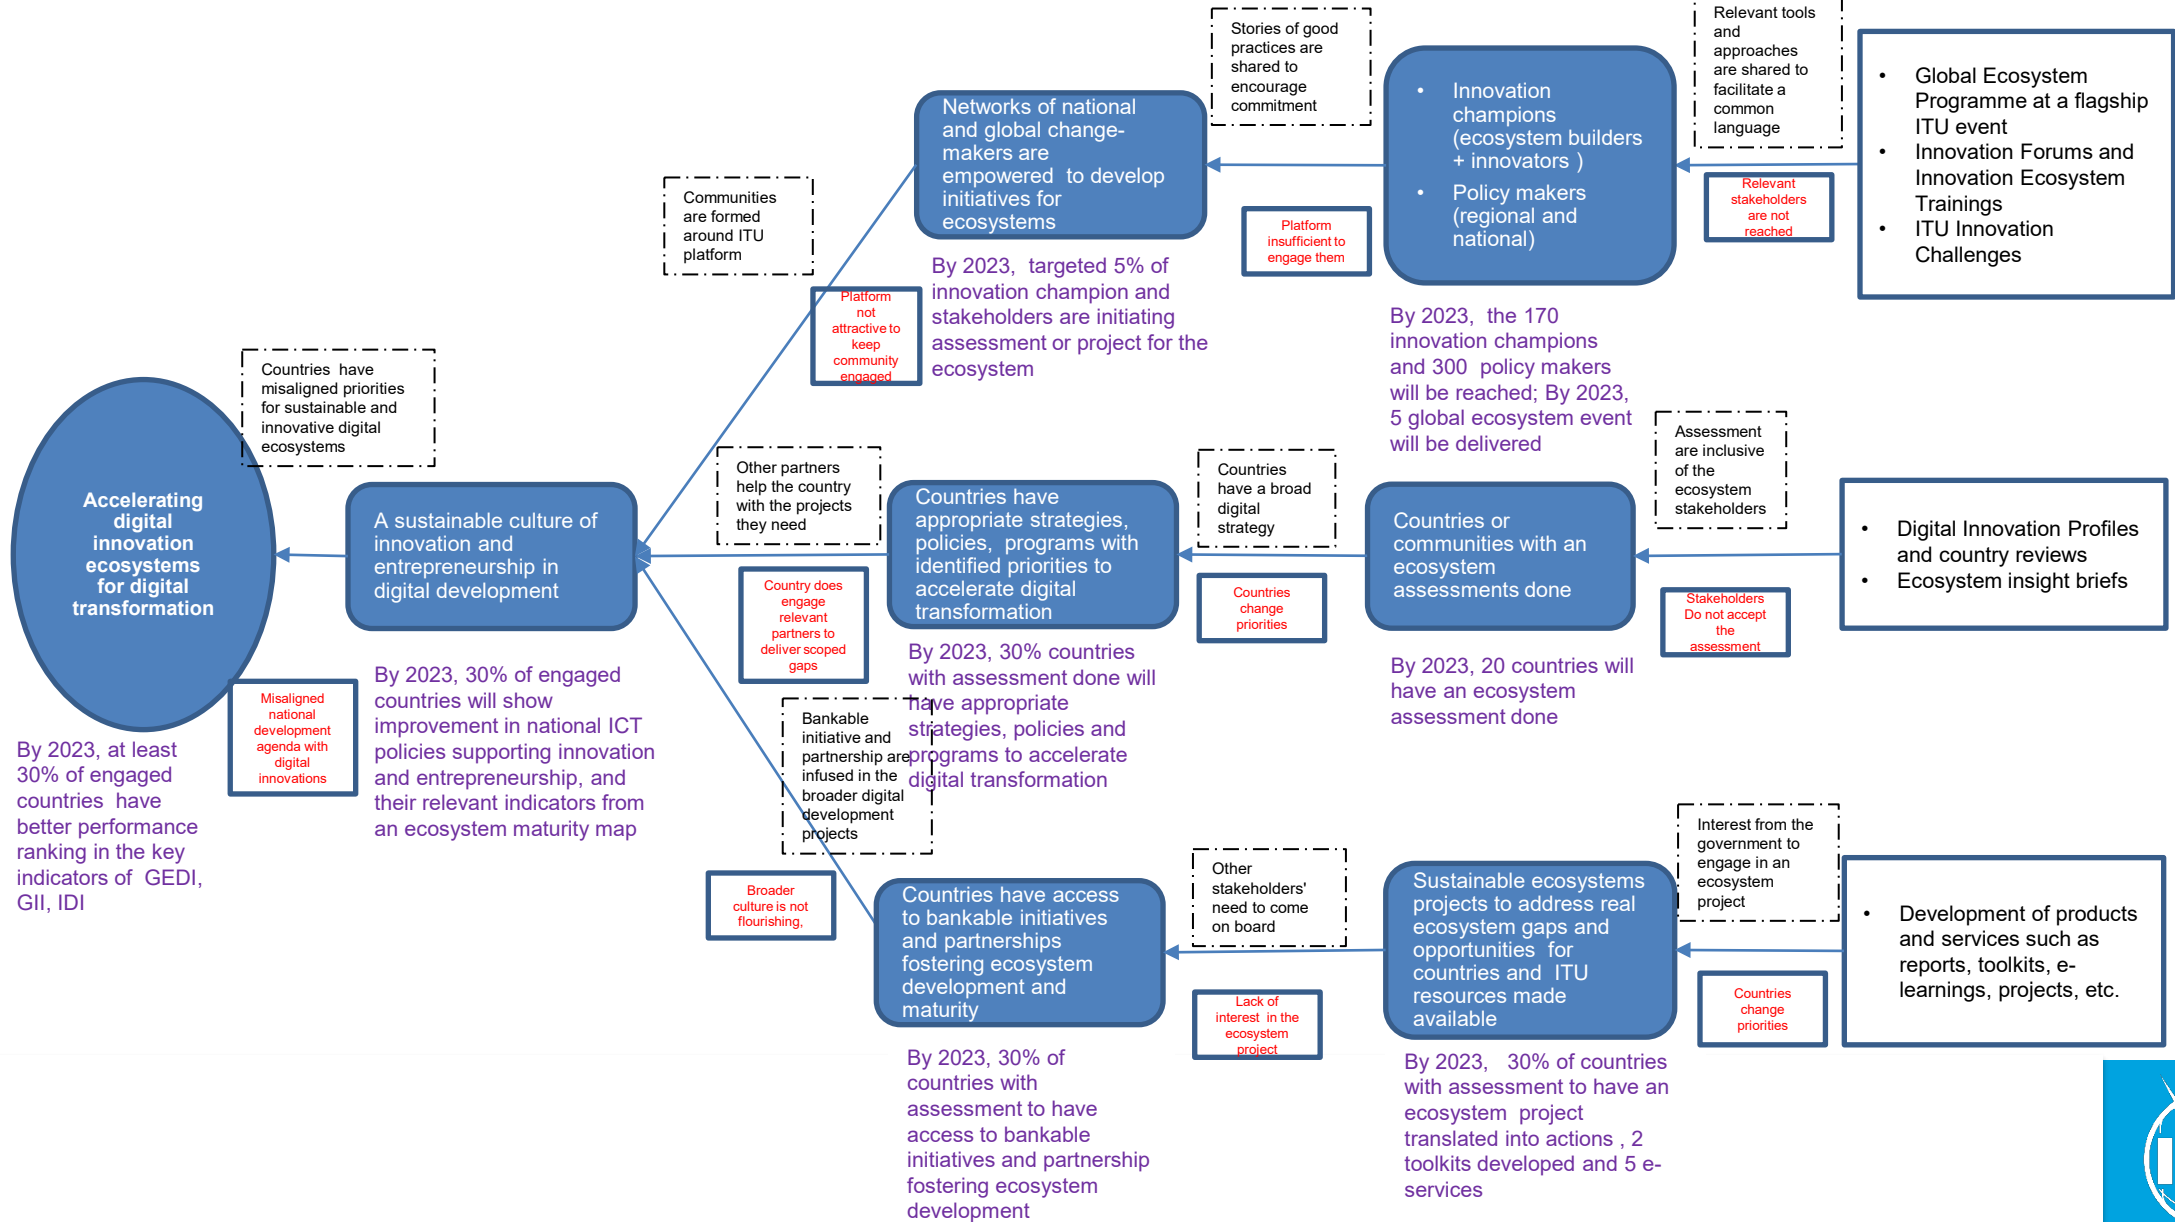 Accelerating
digital
innovation
ecosystems
for digital
transformation
By 2023, at least
30% of engaged
countries have
better performance
ranking in the key
indicators of GEDI,
GII, IDI
Countries have
misaligned priorities
for sustainable and
innovative digital
ecosystems
Misaligned
national
development
agenda with
digital
innovations
A sustainable culture of
innovation and
entrepreneurship in
digital development
By 2023, 30% of engaged
countries will show
improvement in national ICT
policies supporting innovation
and entrepreneurship, and
their relevant indicators from
an ecosystem maturity map
Communities
are formed
around ITU
platform
Platform
not
attractive to
keep
community
engaged
Networks of national
and global change-
makers are
empowered to develop
initiatives for
ecosystems
By 2023, targeted 5% of
innovation champion and
stakeholders are initiating
assessment or project for the
ecosystem
Stories of good
practices are
shared to
encourage
commitment
Platform
insufficient to
engage them
• Innovation
champions
(ecosystem builders
+ innovators )
• Policy makers
(regional and
national)
By 2023, the 170
innovation champions
and 300 policy makers
will be reached; By 2023,
5 global ecosystem event
will be delivered
Relevant tools
and
approaches
are shared to
facilitate a
common
language
Relevant
stakeholders
are not
reached
• Global Ecosystem
Programme at a flagship
ITU event
• Innovation Forums and
Innovation Ecosystem
Trainings
• ITU Innovation
Challenges
Other partners
help the country
with the projects
they need
Country does
engage
relevant
partners to
deliver scoped
gaps
Countries have
appropriate strategies,
policies, programs with
identified priorities to
accelerate digital
transformation
By 2023, 30% countries
with assessment done will
have appropriate
strategies, policies and
programs to accelerate
digital transformation
Countries
have a broad
digital
strategy
Countries
change
priorities
Countries or
communities with an
ecosystem
assessments done
By 2023, 20 countries will
have an ecosystem
assessment done
Assessment
are inclusive
of the
ecosystem
stakeholders
Stakeholders
Do not accept
the
assessment
• Digital Innovation Profiles
and country reviews
• Ecosystem insight briefs
Bankable
initiative and
partnership are
infused in the
broader digital
development
projects
Broader
culture is not
flourishing,
Countries have access
to bankable initiatives
and partnerships
fostering ecosystem
development and
maturity
By 2023, 30% of
countries with
assessment to have
access to bankable
initiatives and partnership
fostering ecosystem
development
Other
stakeholders'
need to come
on board
Lack of
interest in the
ecosystem
project
Sustainable ecosystems
projects to address real
ecosystem gaps and
opportunities for
countries and ITU
resources made
available
By 2023, 30% of countries
with assessment to have an
ecosystem project
translated into actions , 2
toolkits developed and 5 e-
services
Interest from the
government to
engage in an
ecosystem
project
Countries
change
priorities
• Development of products
and services such as
reports, toolkits, e-
learnings, projects, etc.